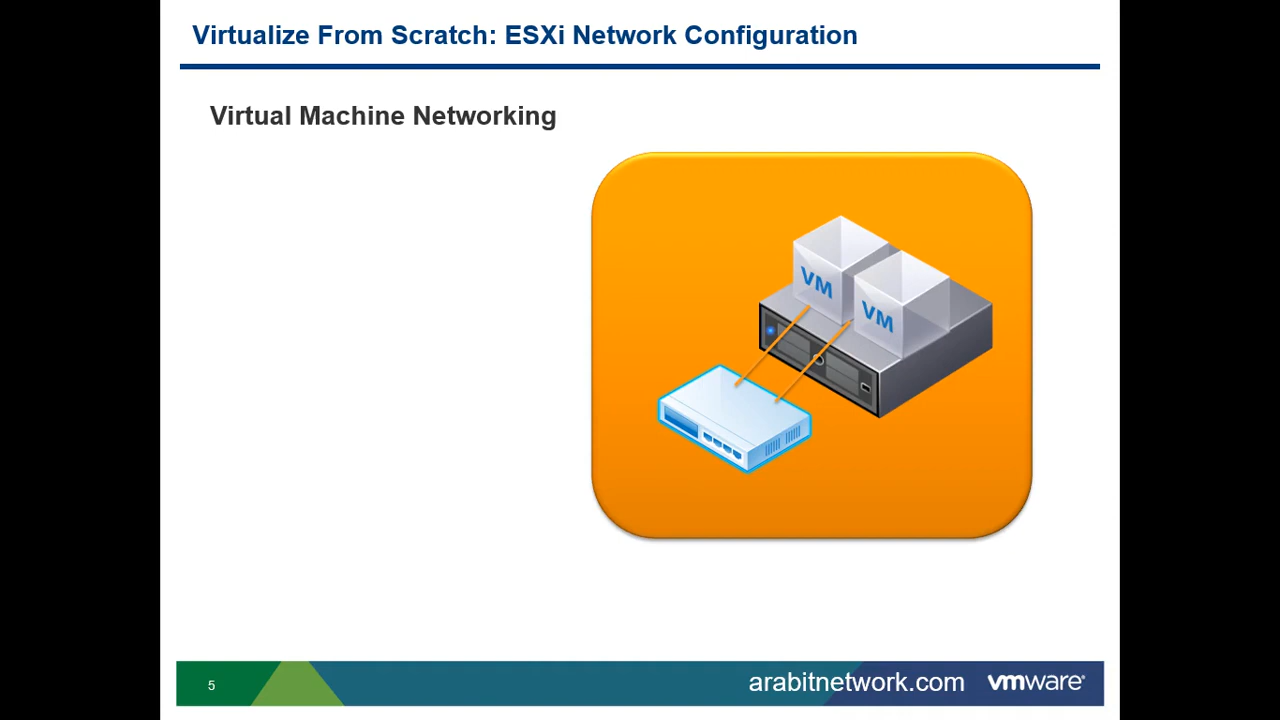 Virtualize From Scratch: ESXi Network Configuration
Virtual Machine Networking
VM
VM
5
arabitnetwork.com
vmware